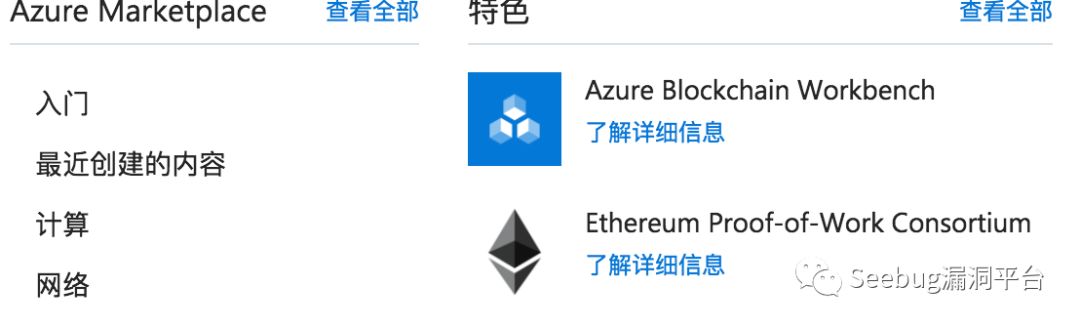 Azure Marketplace 查看全部
特色 查看全部
入门
最近创建的内容
计算
网络
Azure Blockchain Workbench
了解详细信息
Ethereum Proof-of-Work Consortium
了解详细信息
Seebug漏洞平台